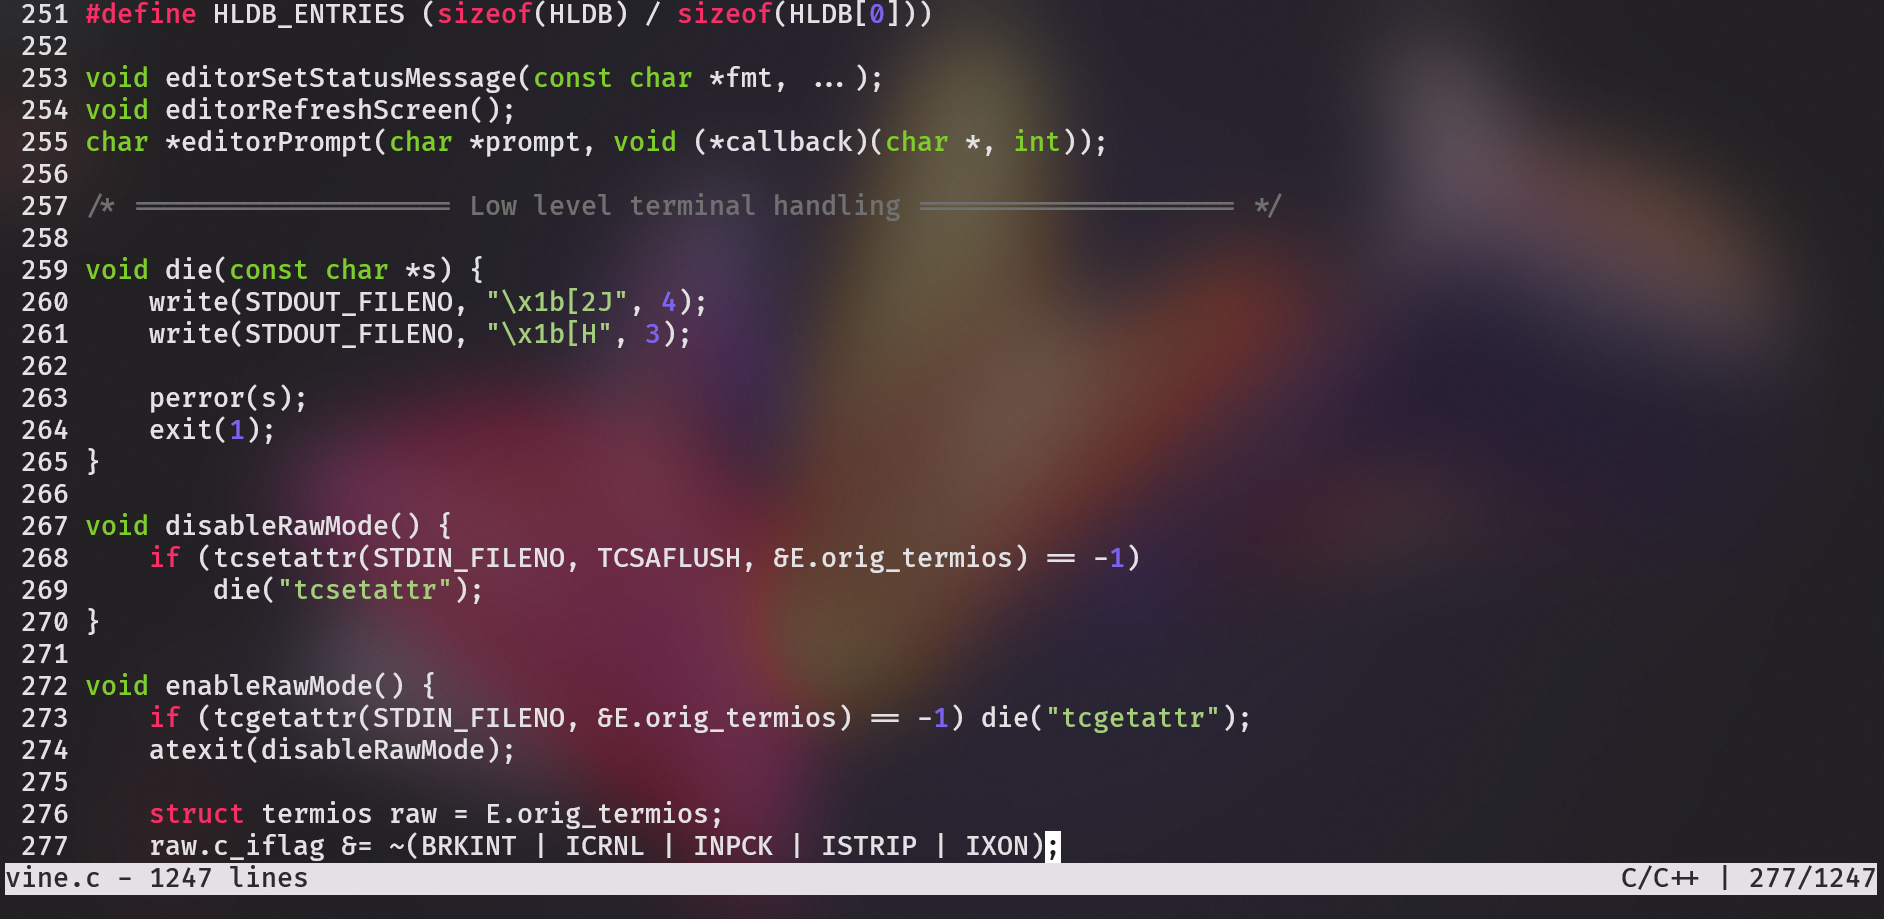 251 #define HLDB_ENTRIES (sizeof(HLDB) / sizeof(HLDB[0]))
252
253 void editorSetStatusMessage(const char *fmt, ...);
254 void editorRefreshScreen();
255 char *editorPrompt(char *prompt, void (*callback)(char *, int));
256
257 /* ==================== Low level terminal handling ==================== */
258
259 void die(const char *s) {
260     write(STDOUT_FILENO, "\x1b[2J", 4);
261     write(STDOUT_FILENO, "\x1b[H", 3);
262
263     perror(s);
264     exit(1);
265 }
266
267 void disableRawMode() {
268     if (tcsetattr(STDIN_FILENO, TCSAFLUSH, &E.orig_termios) == -1)
269         die("tcsetattr");
270 }
271
272 void enableRawMode() {
273     if (tcgetattr(STDIN_FILENO, &E.orig_termios) == -1) die("tcgetattr");
274     atexit(disableRawMode);
275
276     struct termios raw = E.orig_termios;
277     raw.c_iflag &= ~(BRKINT | ICRNL | INPCK | ISTRIP | IXON);
vine.c - 1247 lines C/C++ | 277/1247